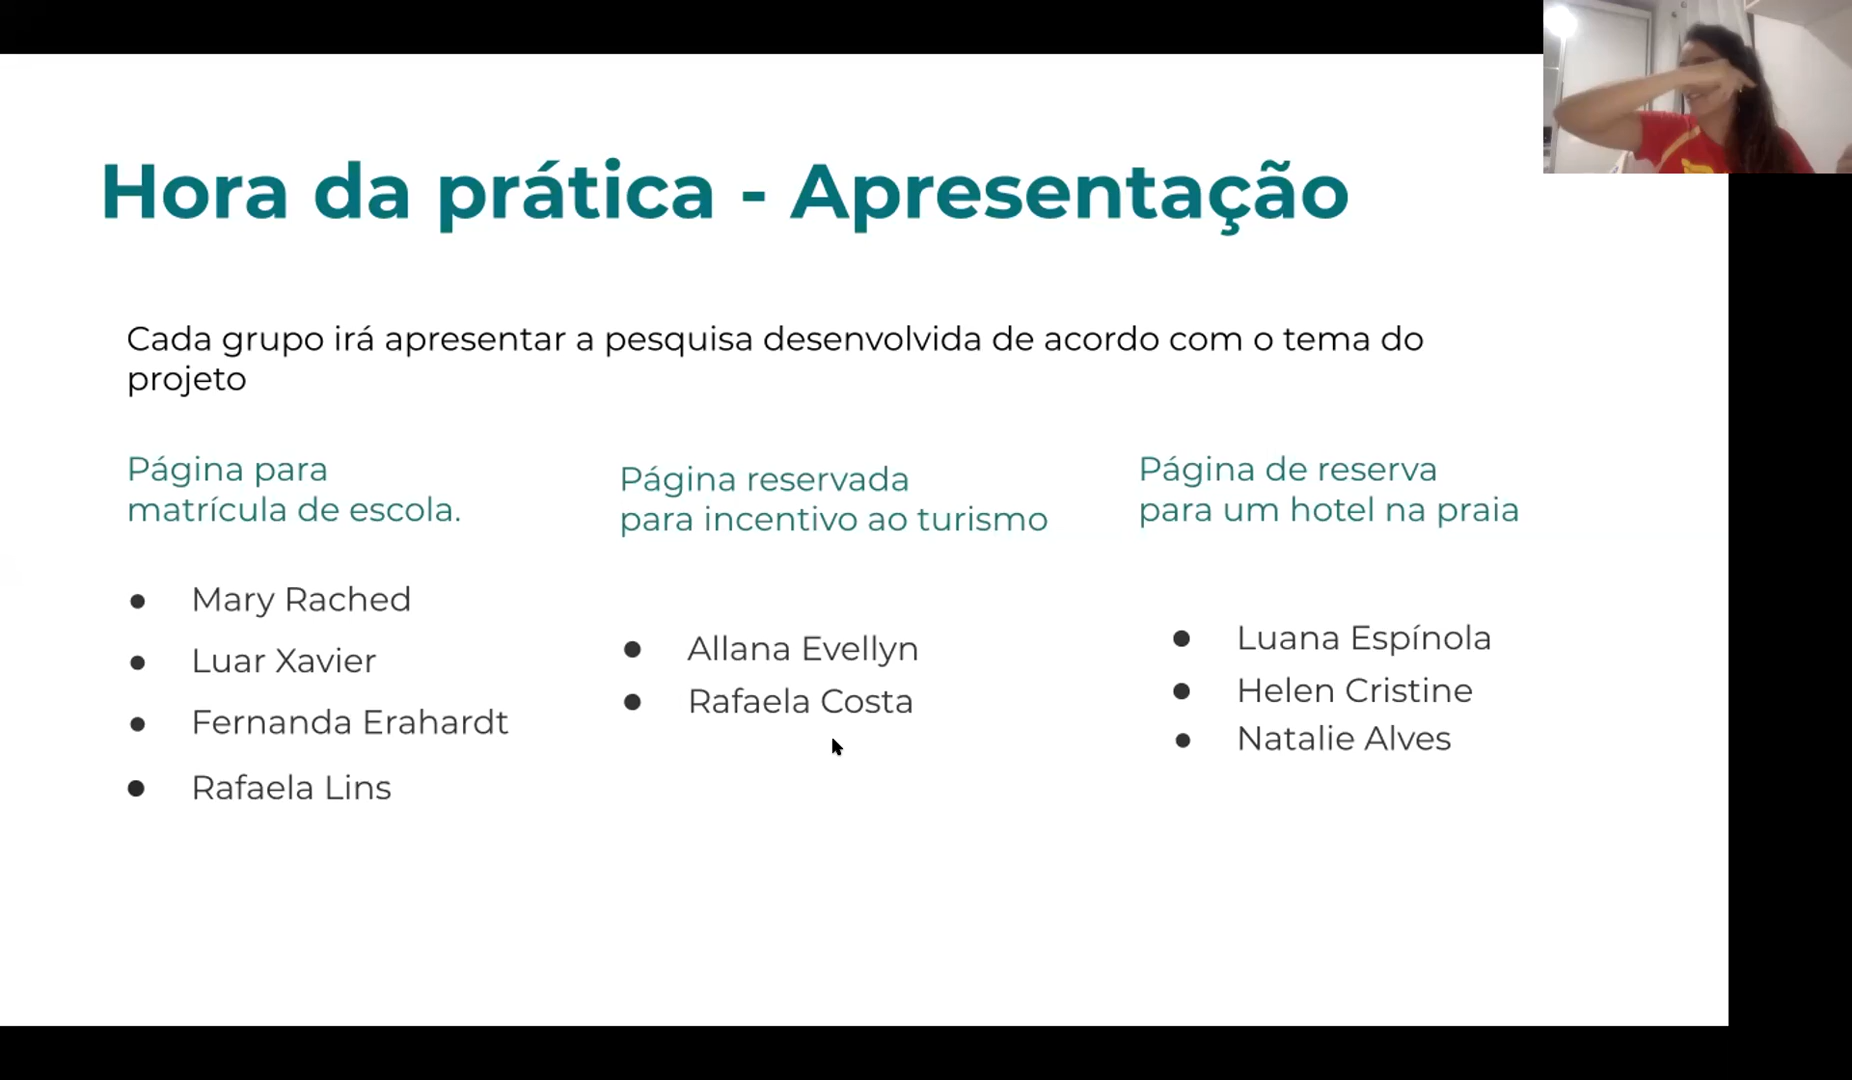 Hora da prática - Apresentação
Cada grupo irá apresentar a pesquisa desenvolvida de acordo com o tema do
projeto
Página para
matrícula de escola.
Mary Rached
Luar Xavier
Fernanda Erahardt
Rafaela Lins
Página reservada
para incentivo ao turismo
Allana Evellyn
Rafaela Costa
Página de reserva
para um hotel na praia
Luana Espínola
Helen Cristine
Natalie Alves